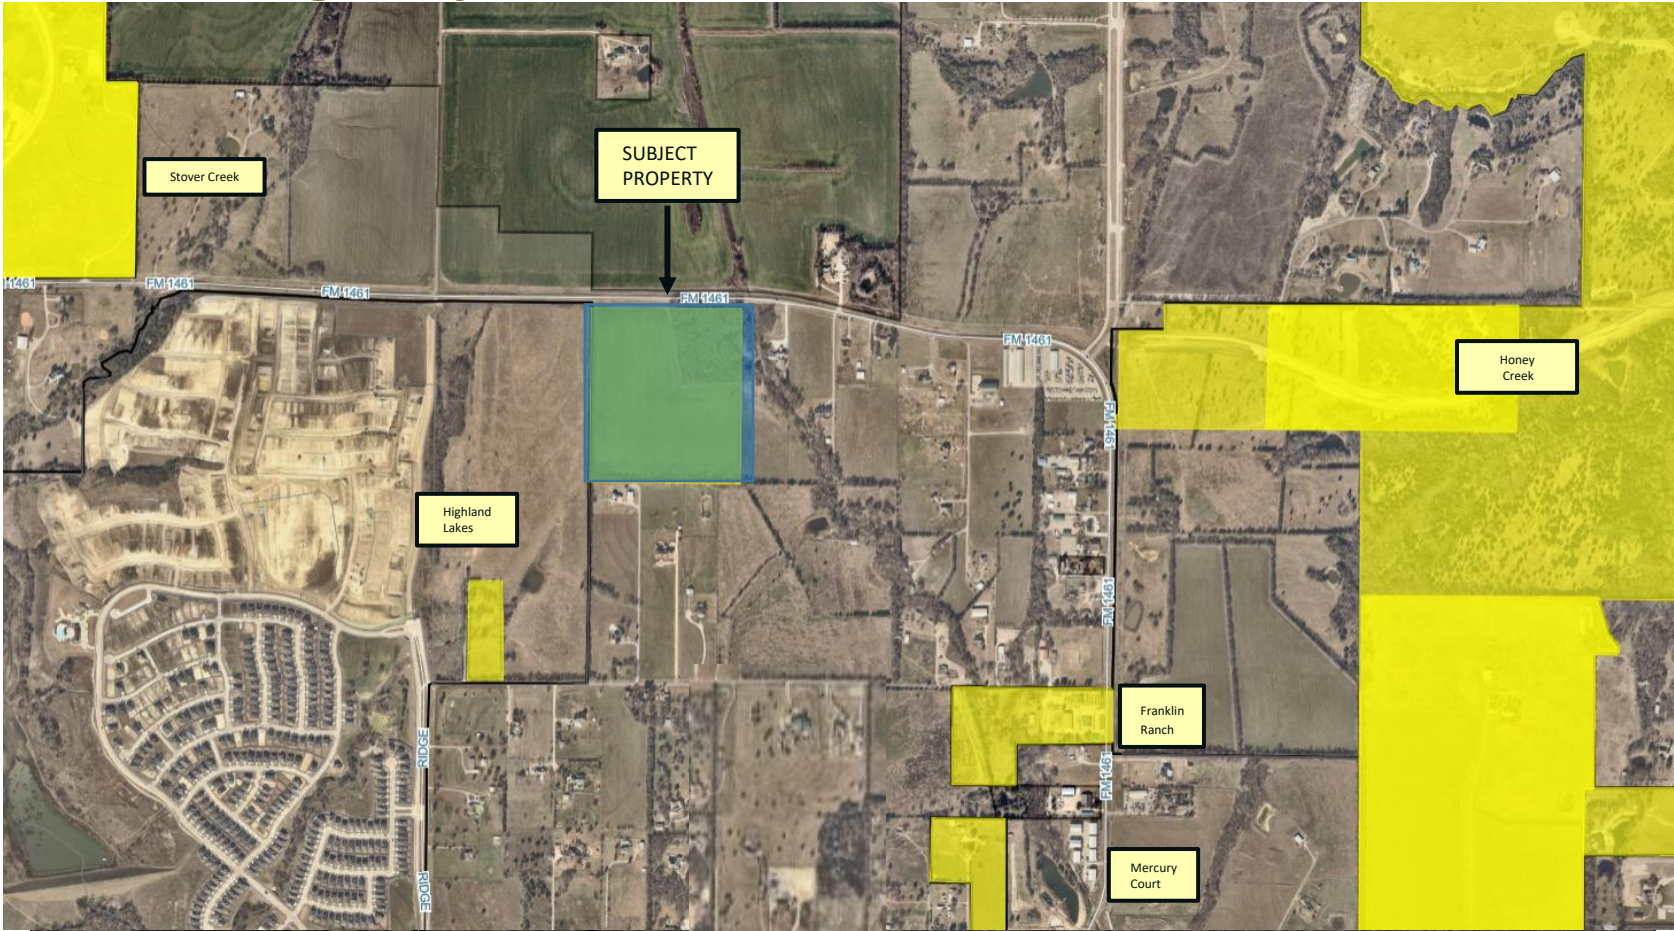 SUBJECT
PROPERTY
Stover Creek
1461
FM 1461
FM 1461
FM 1461
FM 1461
Honey
Creek
FM 1461
Highland
Lakes
FM 1461
Franklin
Ranch
RIDGE
FM 1461
Mercury
Court
RIDGE